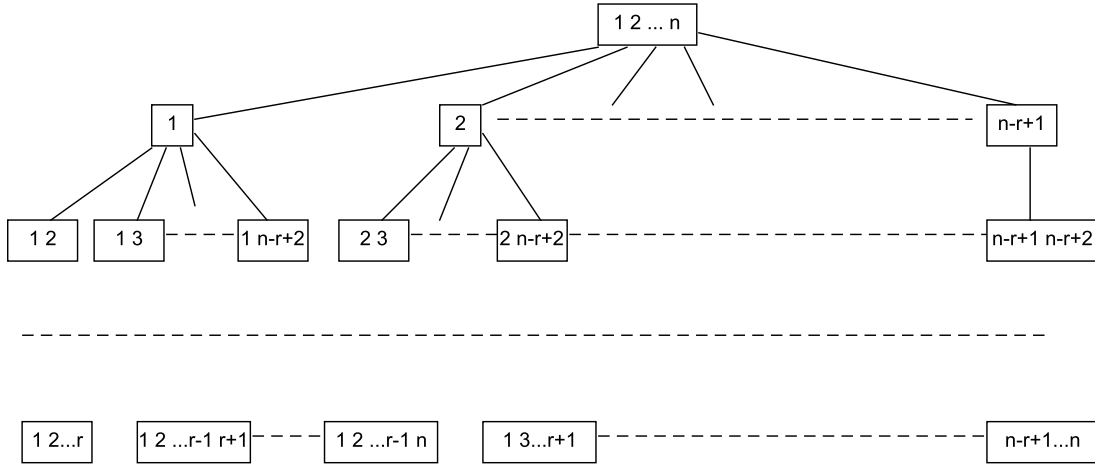 1 2 ... n
1
2
n-r+1
1 2
1 3
1 n-r+2
2 3
2 n-r+2
n-r+1 n-r+2
1 2...r
1 2 ...r-1 r+1
1 2 ...r-1 n
1 3...r+1
n-r+1...n